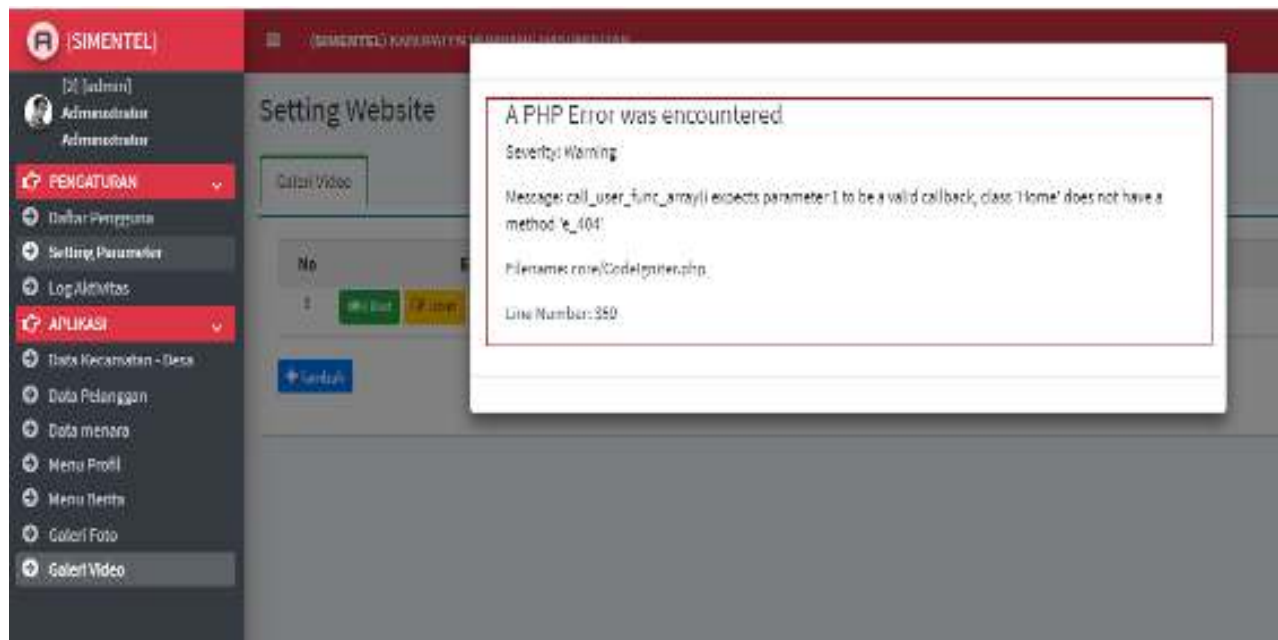 (SIMENTEL)
[2] [admin]
Administrator
Administrator
PENGATURAN
Daftar Pengguna
Setting Parameter
Log Aktivitas
APLIKASI
Data Kecamatan - Desa
Data Pelanggan
Data menara
Menu Profil
Menu Berita
Galeri Foto
Galeri Video
(SIMENTEL)
Setting Website
Galeri Video
No
A PHP Error was encountered
Severity: Warning
Message: call_user_func_array() expects parameter 1 to be a valid callback, class 'Home' does not have a
method 'e_404'
Filename: core/CodeIgniter.php
Line Number: 359